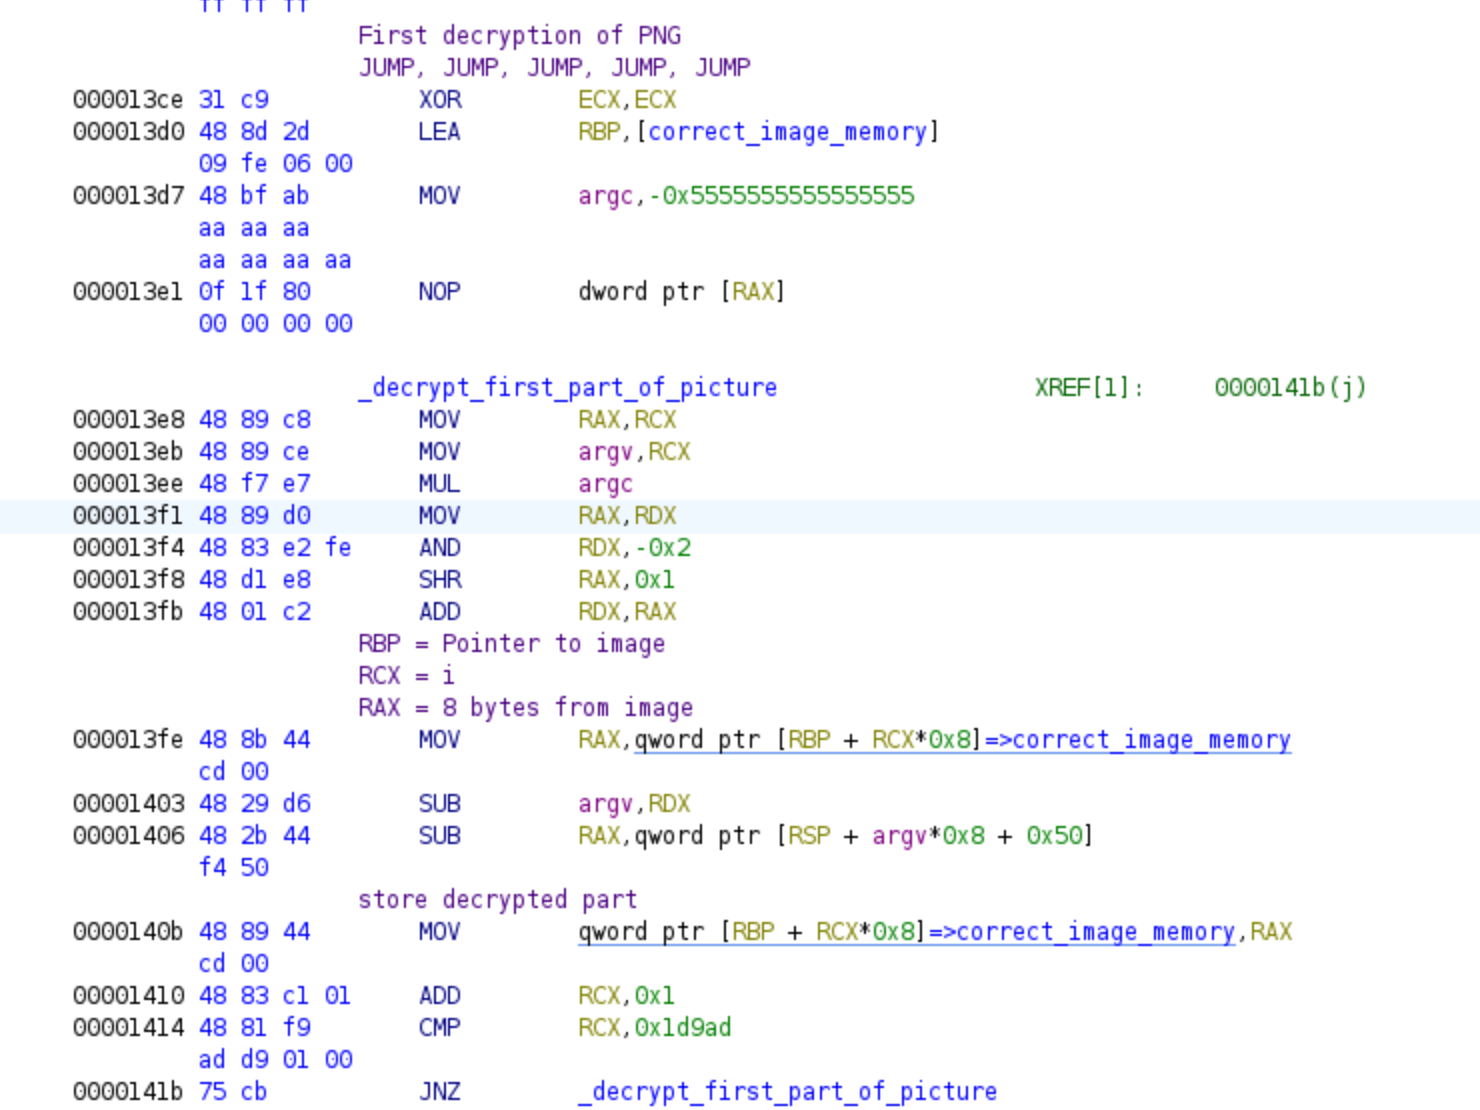 ff ff ff
First decryption of PNG
JUMP, JUMP, JUMP, JUMP, JUMP
000013ce 31 c9 XOR ECX,ECX
000013d0 48 8d 2d LEA RBP,[correct_image_memory]
09 fe 06 00
000013d7 48 bf ab MOV argc,-0x5555555555555555
aa aa aa
aa aa aa aa
000013e1 0f 1f 80 NOP dword ptr [RAX]
00 00 00 00
_decrypt_first_part_of_picture XREF[1]: 0000141b(j)
000013e8 48 89 c8 MOV RAX,RCX
000013eb 48 89 ce MOV argv,RCX
000013ee 48 f7 e7 MUL argc
000013f1 48 89 d0 MOV RAX,RDX
000013f4 48 83 e2 fe AND RDX,-0x2
000013f8 48 d1 e8 SHR RAX,0x1
000013fb 48 01 c2 ADD RDX,RAX
RBP = Pointer to image
RCX = i
RAX = 8 bytes from image
000013fe 48 8b 44 MOV RAX,qword ptr [RBP + RCX*0x8]=>correct_image_memory
cd 00
00001403 48 29 d6 SUB argv,RDX
00001406 48 2b 44 SUB RAX,qword ptr [RSP + argv*0x8 + 0x50]
f4 50
store decrypted part
0000140b 48 89 44 MOV qword ptr [RBP + RCX*0x8]=>correct_image_memory,RAX
cd 00
00001410 48 83 c1 01 ADD RCX,0x1
00001414 48 81 f9 CMP RCX,0x1d9ad
ad d9 01 00
0000141b 75 cb JNZ _decrypt_first_part_of_picture